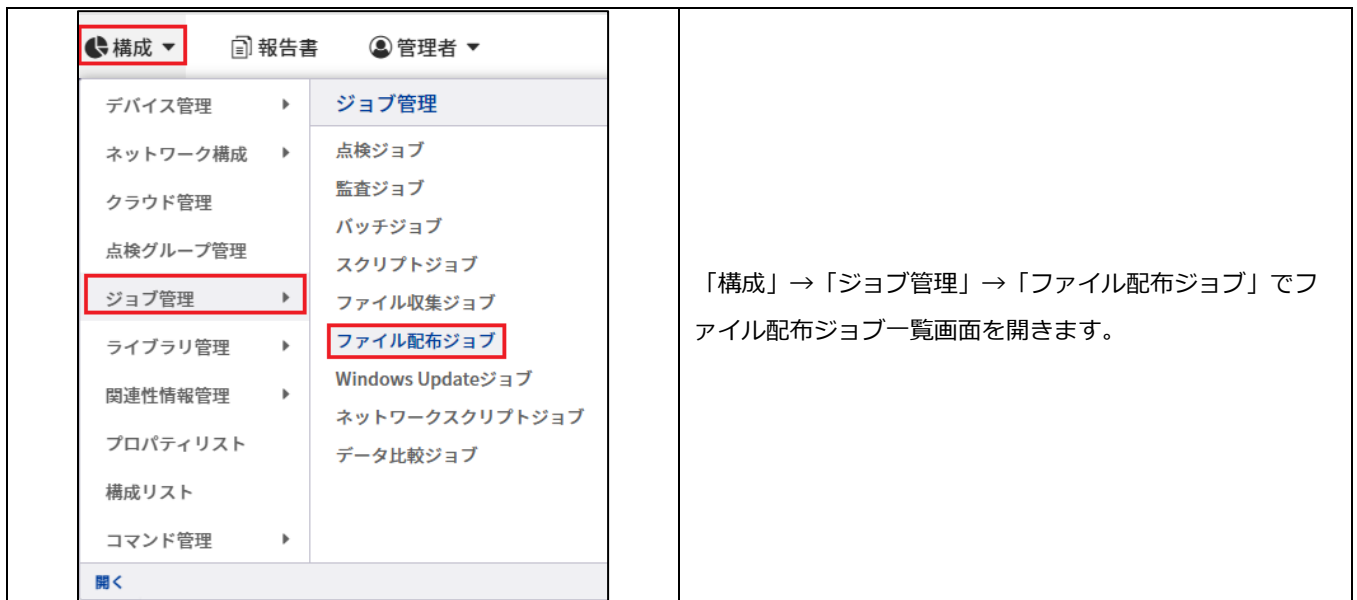 構成 ▼
報告書
管理者 ▼
デバイス管理
ネットワーク構成
クラウド管理
点検グループ管理
ジョブ管理
ライブラリ管理
関連性情報管理
プロパティリスト
構成リスト
コマンド管理
開く
ジョブ管理
点検ジョブ
監査ジョブ
バッチジョブ
スクリプトジョブ
ファイル収集ジョブ
ファイル配布ジョブ
Windows Updateジョブ
ネットワークスクリプトジョブ
データ比較ジョブ
「構成」→「ジョブ管理」→「ファイル配布ジョブ」でフ
ァイル配布ジョブ一覧画面を開きます。